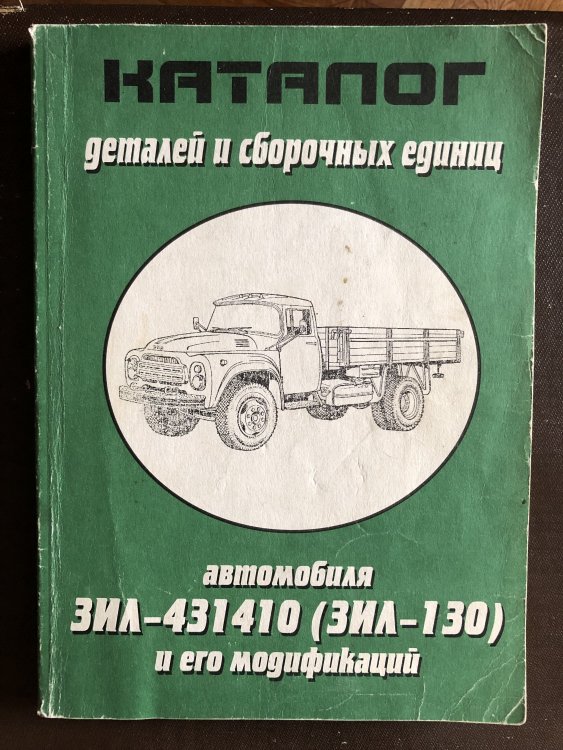 КАТАЛОГ
деталей и сборочных единиц
автомобиля
ЗИЛ-431410 (ЗИЛ-130)
и его модификаций